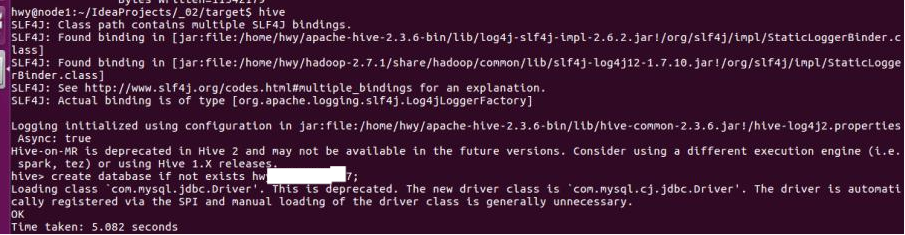 Bytes Written=11342179
hwy@node1:~/IdeaProjects/_02/target$ hive
SLF4J: Class path contains multiple SLF4J bindings.
SLF4J: Found binding in [jar:file:/home/hwy/apache-hive-2.3.6-bin/lib/log4j-slf4j-impl-2.6.2.jar!/org/slf4j/impl/StaticLoggerBinder.c
lass]
SLF4J: Found binding in [jar:file:/home/hwy/hadoop-2.7.1/share/hadoop/common/lib/slf4j-log4j12-1.7.10.jar!/org/slf4j/impl/StaticLogge
rBinder.class]
SLF4J: See http://www.slf4j.org/codes.html#multiple_bindings for an explanation.
SLF4J: Actual binding is of type [org.apache.logging.slf4j.Log4jLoggerFactory]
Logging initialized using configuration in jar:file:/home/hwy/apache-hive-2.3.6-bin/lib/hive-common-2.3.6.jar!/hive-log4j2.properties
Async: true
Hive-on-MR is deprecated in Hive 2 and may not be available in the future versions. Consider using a different execution engine (i.e.
spark, tez) or using Hive 1.X releases.
hive> create database if not exists hwy 7;
Loading class `com.mysql.jdbc.Driver'. This is deprecated. The new driver class is `com.mysql.cj.jdbc.Driver'. The driver is automati
cally registered via the SPI and manual loading of the driver class is generally unnecessary.
OK
Time taken: 5.082 seconds